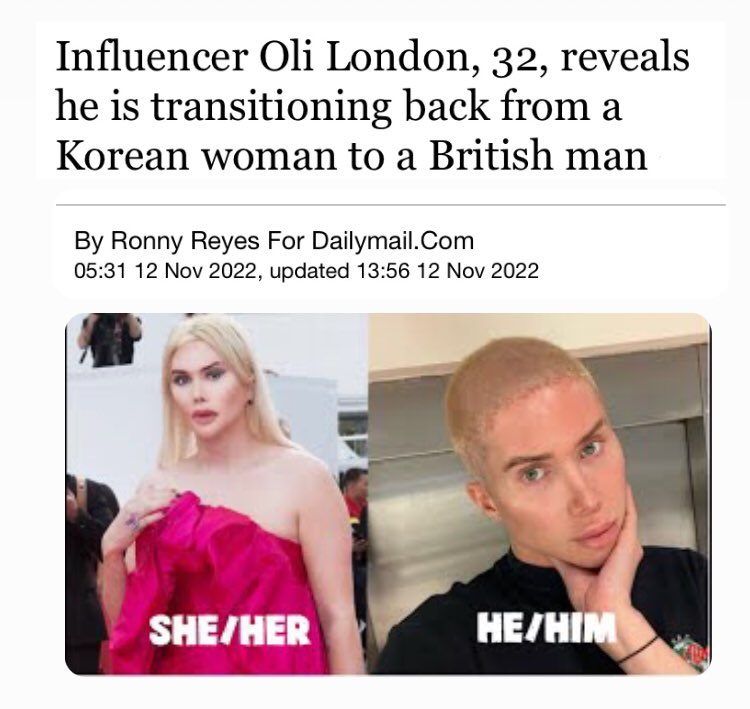 Influencer Oli London, 32, reveals
he is transitioning back from a
Korean woman to a British man
By Ronny Reyes For Dailymail.Com
05:31 12 Nov 2022, updated 13:56 12 Nov 2022
SHE/HER
HE/HIM